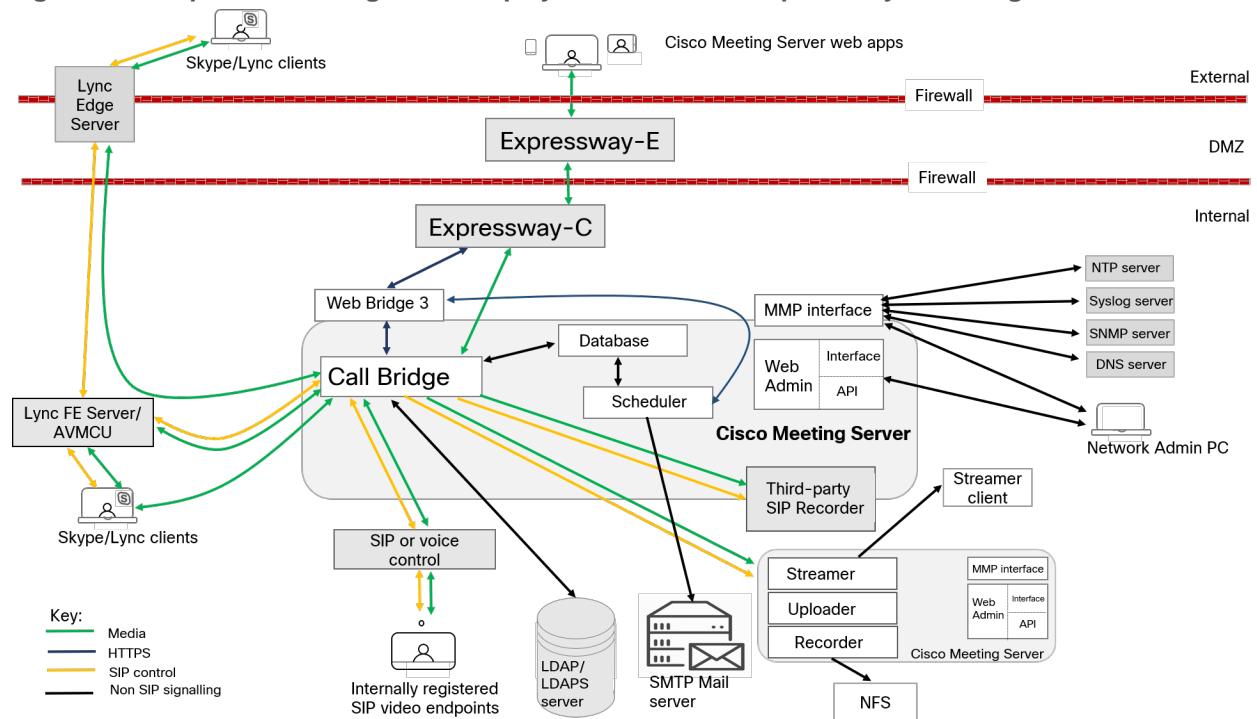 Skype/Lync clients
Cisco Meeting Server web apps
External
Lync
Edge
Server
Firewall
Expressway-E
DMZ
Firewall
Expressway-C
Internal
NTP server
Web Bridge 3
MMP interface
Syslog server
SNMP server
DNS server
Database
Web
Admin
Interface
API
Call Bridge
Scheduler
Lync FE Server/
AVMCU
Cisco Meeting Server
Network Admin PC
Third-party
SIP Recorder
Streamer
client
Skype/Lync clients
SIP or voice
control
Streamer
Uploader
Recorder
MMP interface
Web
Admin
Interface
API
Cisco Meeting Server
Key:
Media
HTTPS
SIP control
Non SIP signalling
Internally registered
SIP video endpoints
LDAP/
LDAPS
server
SMTP Mail
server
NFS